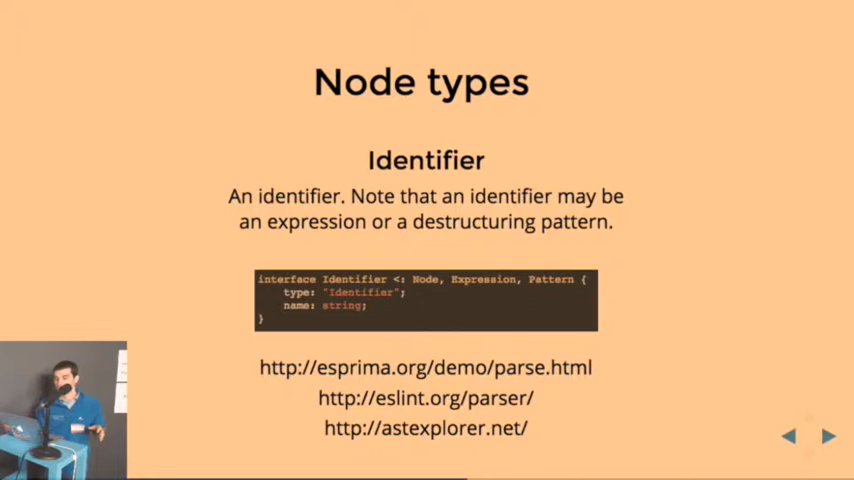 Node types
Identifier
An identifier. Note that an identifier may be
an expression or a destructuring pattern.
interface Identifier <: Node, Expression, Pattern {
type: "Identifier";
name: string;
}
http://esprima.org/demo/parse.html
http://eslint.org/parser/
http://astexplorer.net/